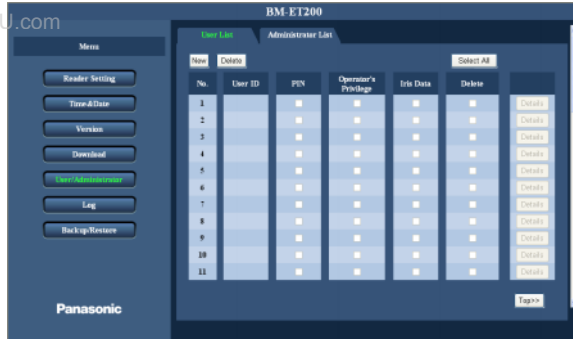 BM-ET200
U.com
Menu
Reader Setting
Time&Date
Version
Download
User/Administrator
Log
Backup/Restore
Panasonic
User List
Administrator List
New
Delete
Select All
No. User ID PIN Operator's Privilege Iris Data Delete
1 Details
2 Details
3 Details
4 Details
5 Details
6 Details
7 Details
8 Details
9 Details
10 Details
11 Details
Top>>